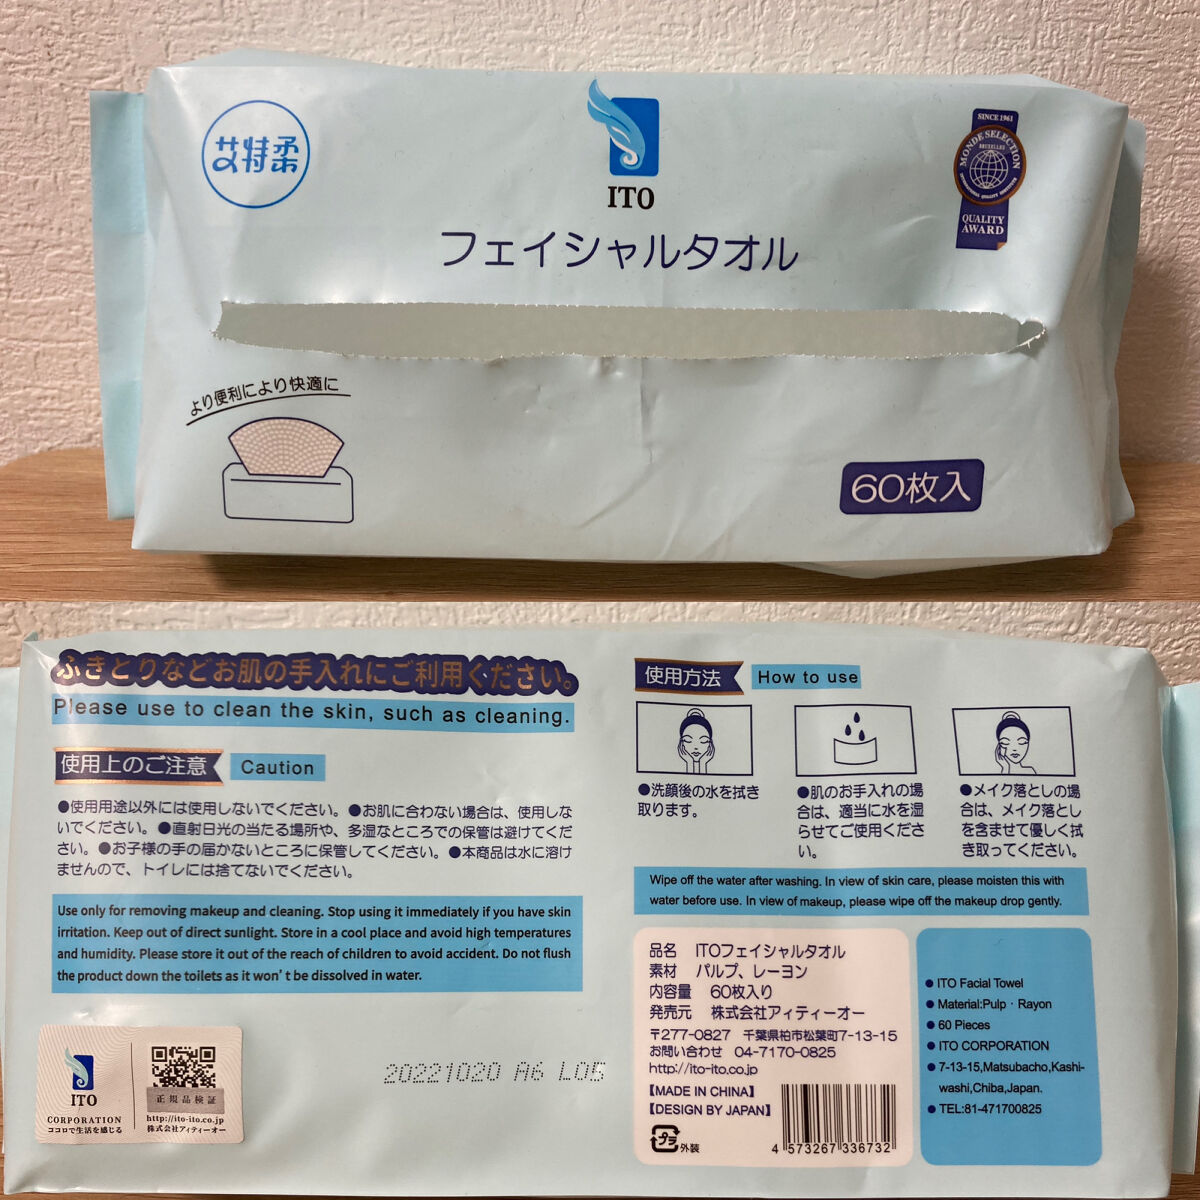 艾特柔
ITO
フェイシャルタオル
SINCE 1961
MONDE SELECTION
BRUXELLES
INTERNATIONAL QUALITY INSTITUTE
QUALITY
AWARD
より便利により快適に
60枚入
ふきとりなどお肌の手入れにご利用ください。
Please use to clean the skin, such as cleaning.
使用上のご注意
Caution
●使用用途以外には使用しないでください。●お肌に合わない場合は、使用しな
いでください。●直射日光の当たる場所や、多湿なところでの保管は避けてくだ
さい。●お子様の手の届かないところに保管してください。●本商品は水に溶け
ませんので、トイレには捨てないでください。
Use only for removing makeup and cleaning. Stop using it immediately if you have skin
irritation. Keep out of direct sunlight. Store in a cool place and avoid high temperatures
and humidity. Please store it out of the reach of children to avoid accident. Do not flush
the product down the toilets as it won't be dissolved in water.
ITO
CORPORATION
ココロで生活を感じる
正規品検証
http://ito-ito.co.jp
株式会社アイティーオー
20221020 A6 L05
使用方法
How to use
●洗顔後の水を拭き
取ります。
●肌のお手入れの場
合は、適当に水を湿
らせてご使用くださ
い。
●メイク落としの場
合は、メイク落とし
を含ませて優しく拭
き取ってください。
Wipe off the water after washing. In view of skin care, please moisten this with
water before use. In view of makeup, please wipe off the makeup drop gently.
品名 ITOフェイシャルタオル
素材 パルプ、レーヨン
内容量 60枚入り
発売元 株式会社アイティーオー
〒277-0827 千葉県柏市松葉町7-13-15
お問い合わせ 04-7170-0825
http://ito-ito.co.jp
【MADE IN CHINA】
【DESIGN BY JAPAN】
プラ
外装
4 573267 336732
● ITO Facial Towel
● Material:Pulp · Rayon
● 60 Pieces
● ITO CORPORATION
● 7-13-15,Matsubacho,Kashi-
washi,Chiba,Japan.
● TEL:81-471700825